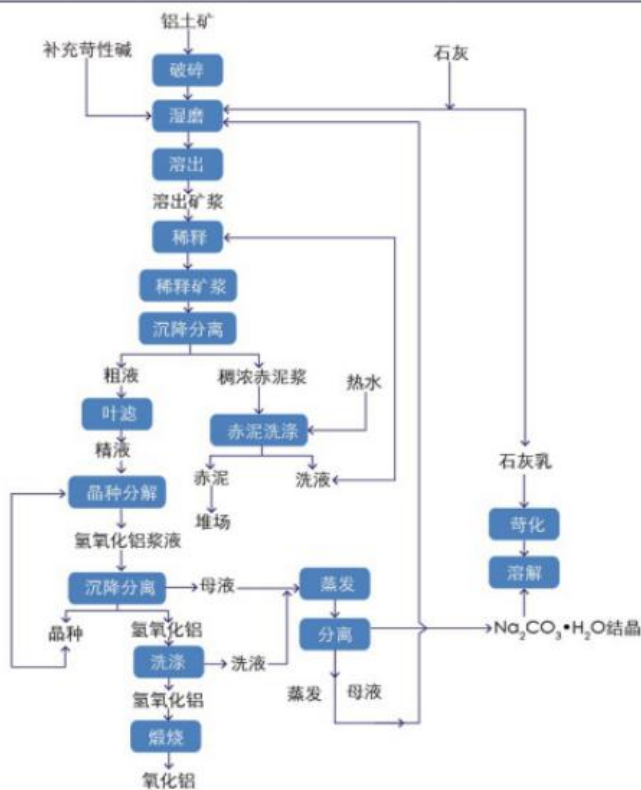 铝土矿
补充苛性碱
石灰
破碎
湿磨
溶出
溶出矿浆
稀释
稀释矿浆
沉降分离
粗液
稠浓赤泥浆
热水
叶滤
赤泥洗涤
精液
赤泥
洗液
石灰乳
晶种分解
堆场
苛化
氢氧化铝浆液
溶解
沉降分离
母液
蒸发
晶种
氢氧化铝
分离
Na₂CO₃•H₂O结晶
洗涤
洗液
氢氧化铝
蒸发
母液
煅烧
氧化铝